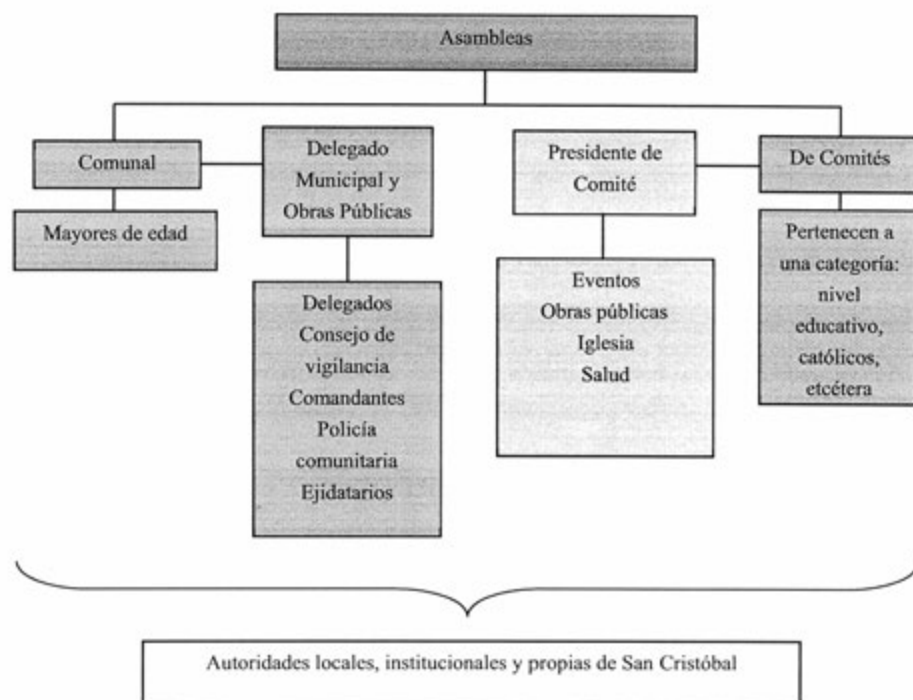 Asambleas
Comunal
Mayores de edad
Delegado
Municipal y
Obras Públicas
Delegados
Consejo de
vigilancia
Comandantes
Policía
comunitaria
Ejidatarios
Presidente de
Comité
Eventos
Obras públicas
Iglesia
Salud
De Comités
Pertenecen a
una categoría:
nivel
educativo,
católicos,
etcétera
Autoridades locales, institucionales y propias de San Cristóbal